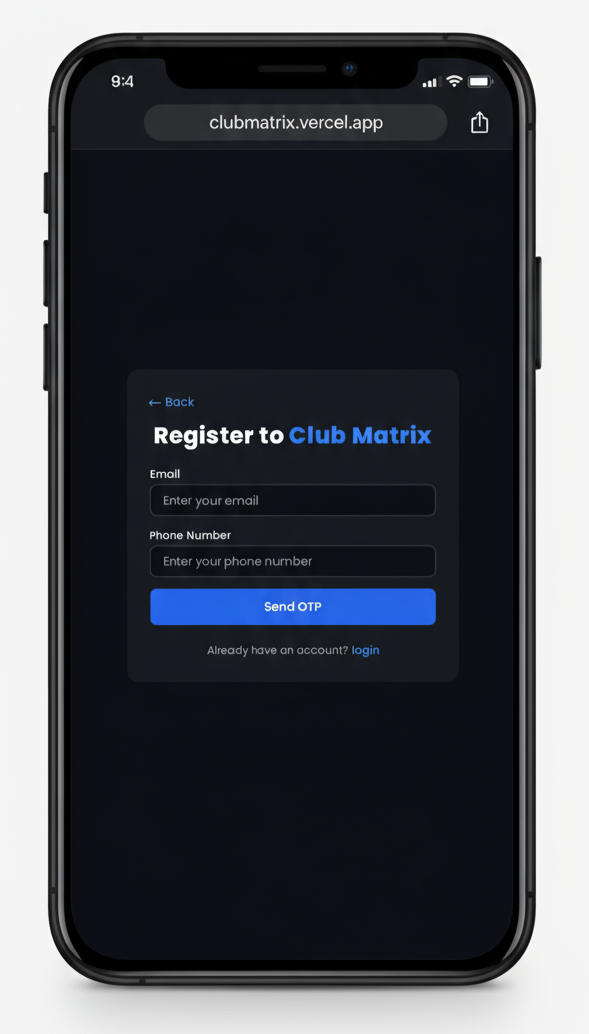 9:4
clubmatrix.vercel.app
← Back
Register to Club Matrix
Email
Enter your email
Phone Number
Enter your phone number
Send OTP
Already have an account? login